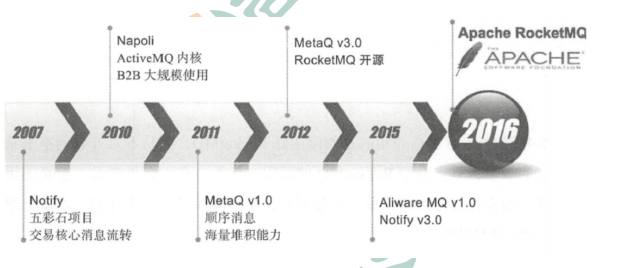 Napoli
ActiveMQ 内核
B2B 大规模使用
MetaQ v3.0
RocketMQ 开源
Apache RocketMQ
THE
APACHE
SOFTWARE FOUNDATION
2007
2010
2011
2012
2015
2016
Notify
五彩石项目
交易核心消息流转
MetaQ v1.0
顺序消息
海量堆积能力
Aliware MQ v1.0
Notify v3.0